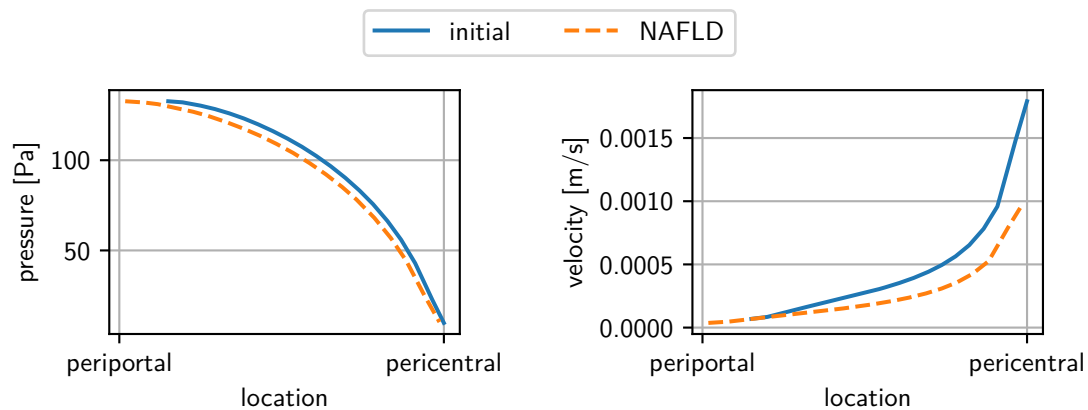 initial
NAFLD
pressure [Pa]
100
50
periportal
pericentral
location
velocity [m/s]
0.0015
0.0010
0.0005
0.0000
periportal
pericentral
location